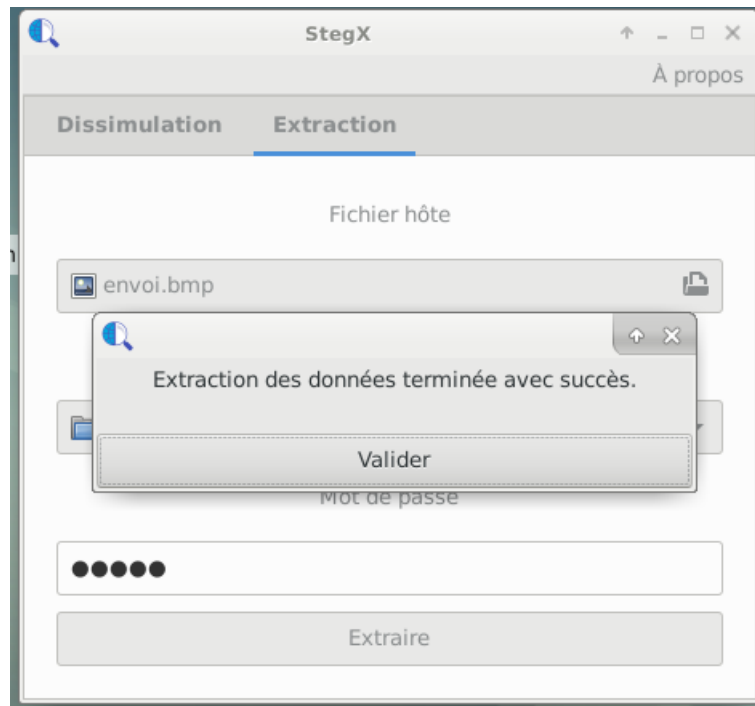 StegX
À propos
Dissimulation Extraction
Fichier hôte
envoi.bmp
Extraction des données terminée avec succès.
Valider
Mot de passe
●●●●●
Extraire